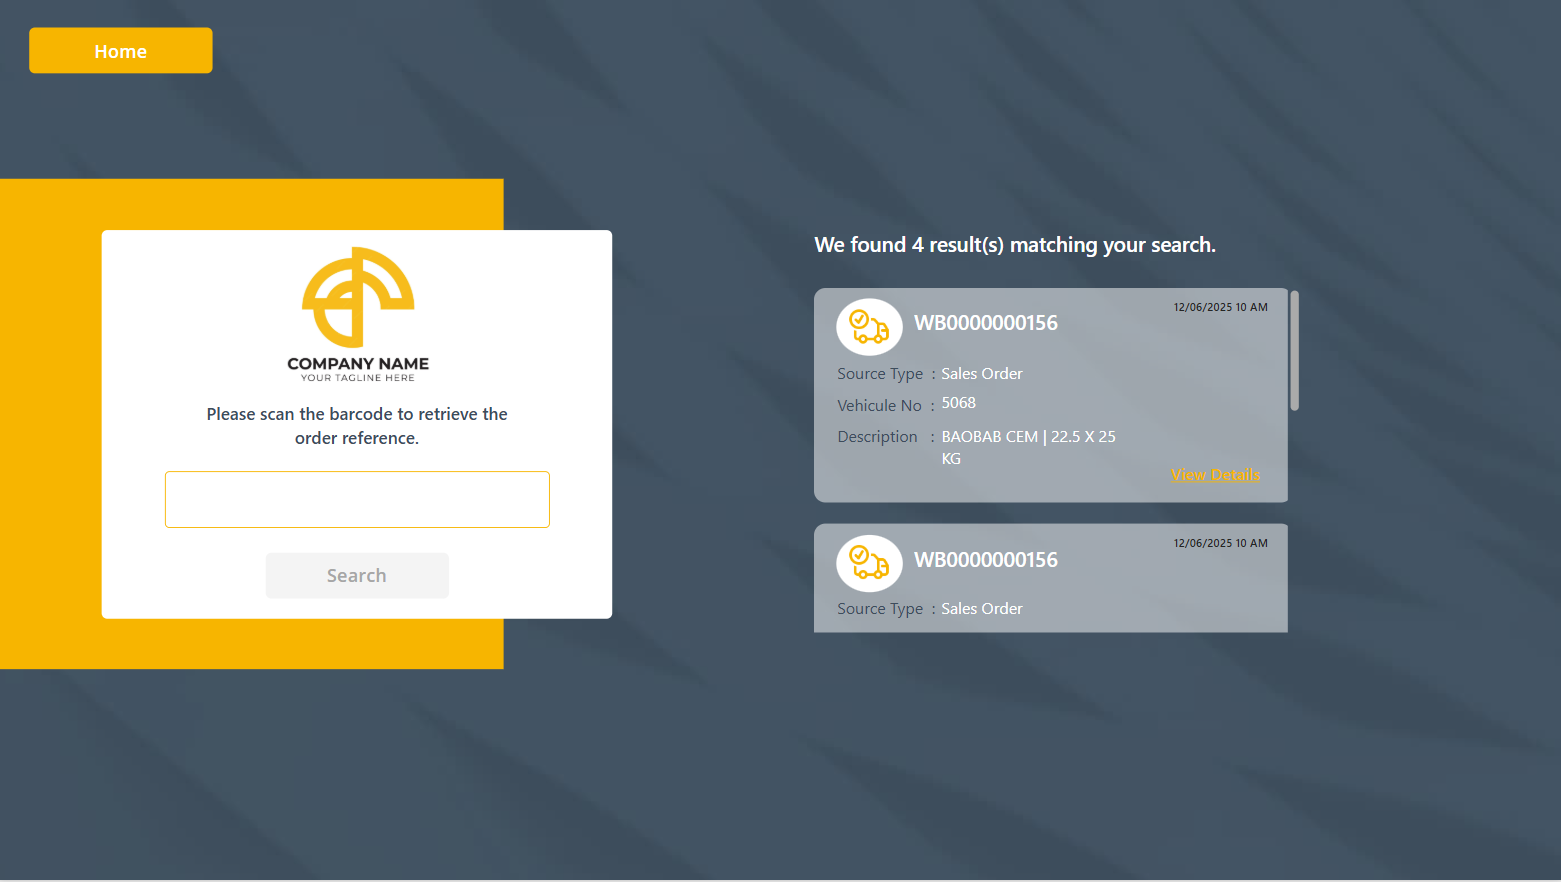 Home
COMPANY NAME
YOUR TAGLINE HERE
Please scan the barcode to retrieve the
order reference.
Search
We found 4 result(s) matching your search.
12/06/2025 10 AM
WB0000000156
Source Type : Sales Order
Vehicule No : 5068
Description : BAOBAB CEM | 22.5 X 25
KG
View Details
12/06/2025 10 AM
WB0000000156
Source Type : Sales Order